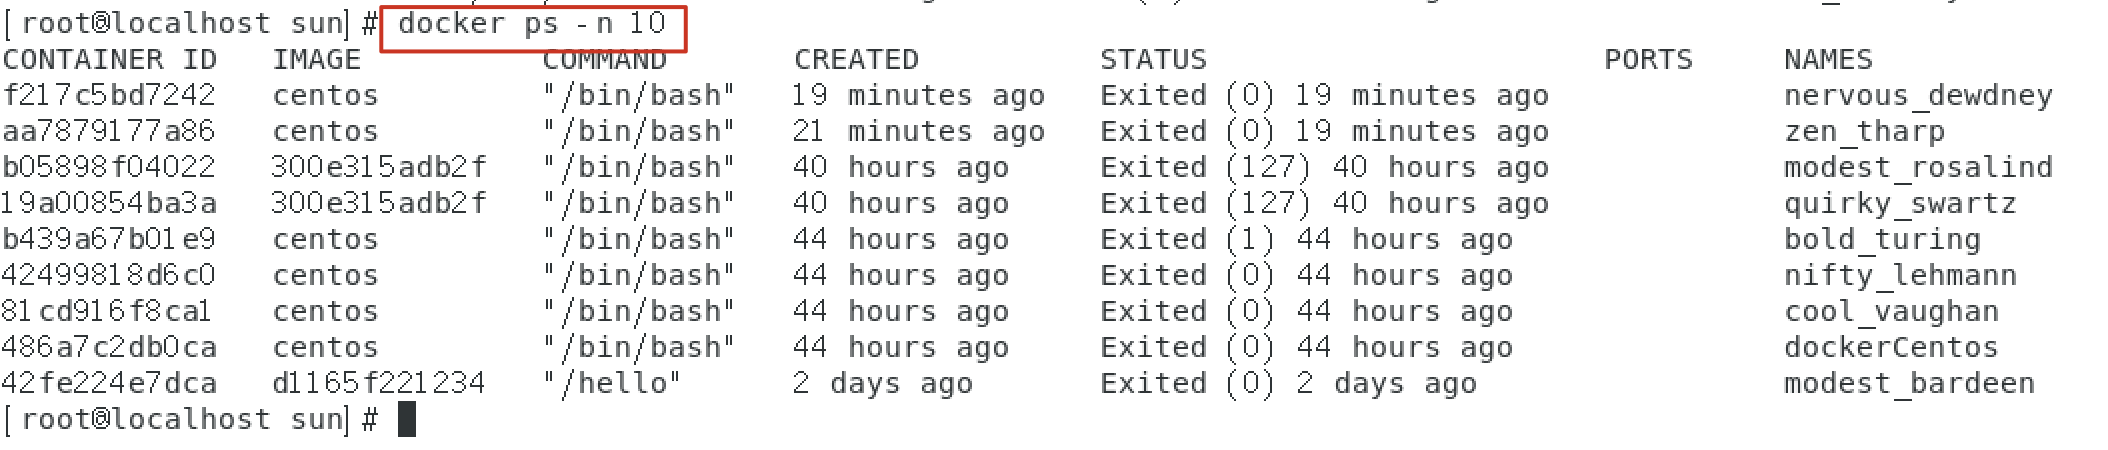 [root@localhost sun]# docker ps -n 10
CONTAINER ID   IMAGE          COMMAND       CREATED          STATUS                      PORTS     NAMES
f217c5bd7242   centos         "/bin/bash"   19 minutes ago   Exited (0) 19 minutes ago             nervous_dewdney
aa7879177a86   centos         "/bin/bash"   21 minutes ago   Exited (0) 19 minutes ago             zen_tharp
b05898f04022   300e315adb2f   "/bin/bash"   40 hours ago     Exited (127) 40 hours ago             modest_rosalind
19a00854ba3a   300e315adb2f   "/bin/bash"   40 hours ago     Exited (127) 40 hours ago             quirky_swartz
b439a67b01e9   centos         "/bin/bash"   44 hours ago     Exited (1) 44 hours ago               bold_turing
42499818d6c0   centos         "/bin/bash"   44 hours ago     Exited (0) 44 hours ago               nifty_lehmann
81cd916f8ca1   centos         "/bin/bash"   44 hours ago     Exited (0) 44 hours ago               cool_vaughan
486a7c2db0ca   centos         "/bin/bash"   44 hours ago     Exited (0) 44 hours ago               dockerCentos
42fe224e7dca   d1165f221234   "/hello"      2 days ago       Exited (0) 2 days ago                 modest_bardeen
[root@localhost sun]#